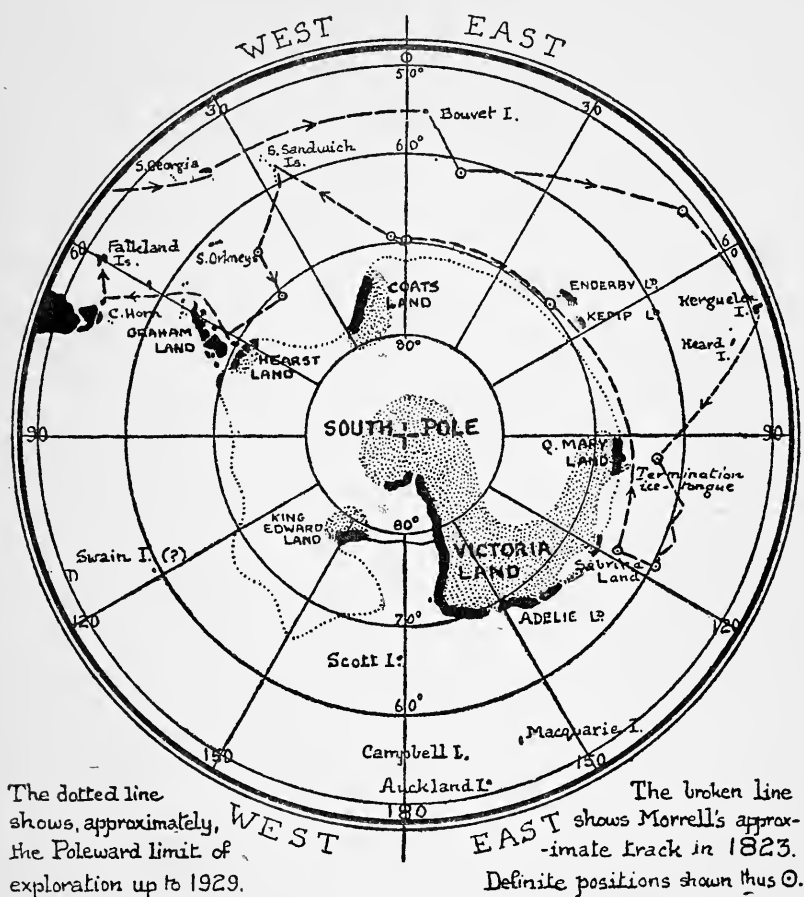 WEST EAST
0
50°
30 30
Bouvet I.
60°
S. Sandwich
Is.
S. Georgia
60 60
Falkland
Is.
S. Orkneys
COATS
LAND
ENDERBY LD.
KEMP LD.
Kerguelen
I.
Heard
I.
C. Horn
GRAHAM
LAND
HEARST
LAND
80°
90 90
SOUTH POLE
Q. MARY
LAND
Termination
ice-tongue
KING
EDWARD
LAND
80°
VICTORIA
LAND
Sabrina
Land
Swain I. (?)
D
120 120
ADELIE LD.
70°
Scott I.
60°
Macquarie I.
Campbell I.
150 150
Auckland I.
180
WEST EAST
The dotted line
shows, approximately,
the Poleward limit of
exploration up to 1929.
The broken line
shows Morrell's approx-
-imate track in 1823.
Definite positions shown thus ⊙.